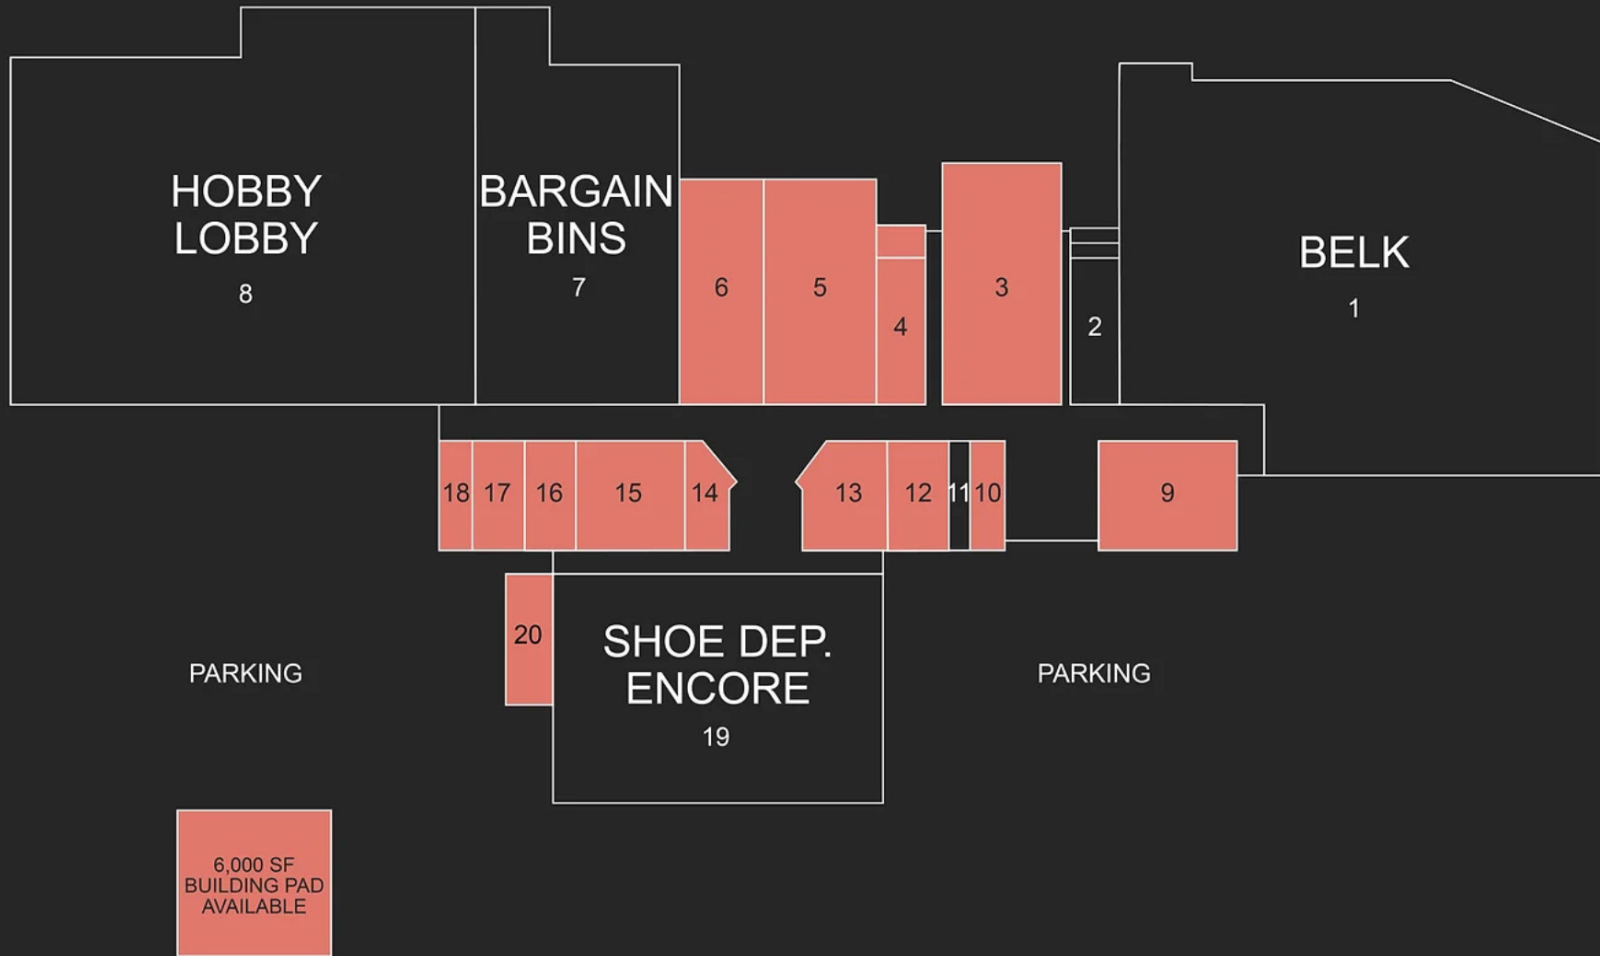 HOBBY
LOBBY
8
BARGAIN
BINS
7
6
5
4
3
2
BELK
1
18
17
16
15
14
13
12
11
10
9
20
SHOE DEP.
ENCORE
19
PARKING
PARKING
6,000 SF
BUILDING PAD
AVAILABLE